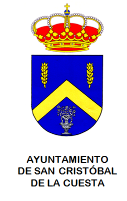 AYUNTAMIENTO
DE SAN CRISTÓBAL
DE LA CUESTA